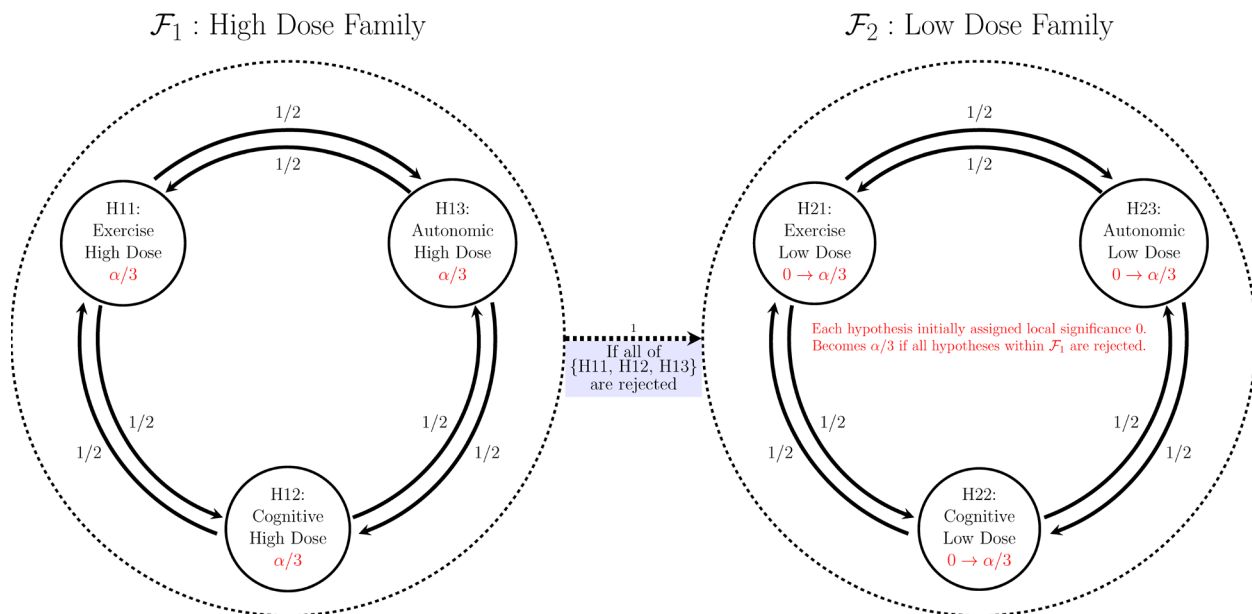 𝓕₁ : High Dose Family
1/2
1/2
H11:
Exercise
High Dose
α/3
H13:
Autonomic
High Dose
α/3
1/2
1/2
1/2
1/2
H12:
Cognitive
High Dose
α/3
1
If all of
{H11, H12, H13}
are rejected
𝓕₂ : Low Dose Family
1/2
1/2
H21:
Exercise
Low Dose
0 → α/3
H23:
Autonomic
Low Dose
0 → α/3
Each hypothesis initially assigned local significance 0.
Becomes α/3 if all hypotheses within 𝓕₁ are rejected.
1/2
1/2
1/2
1/2
H22:
Cognitive
Low Dose
0 → α/3